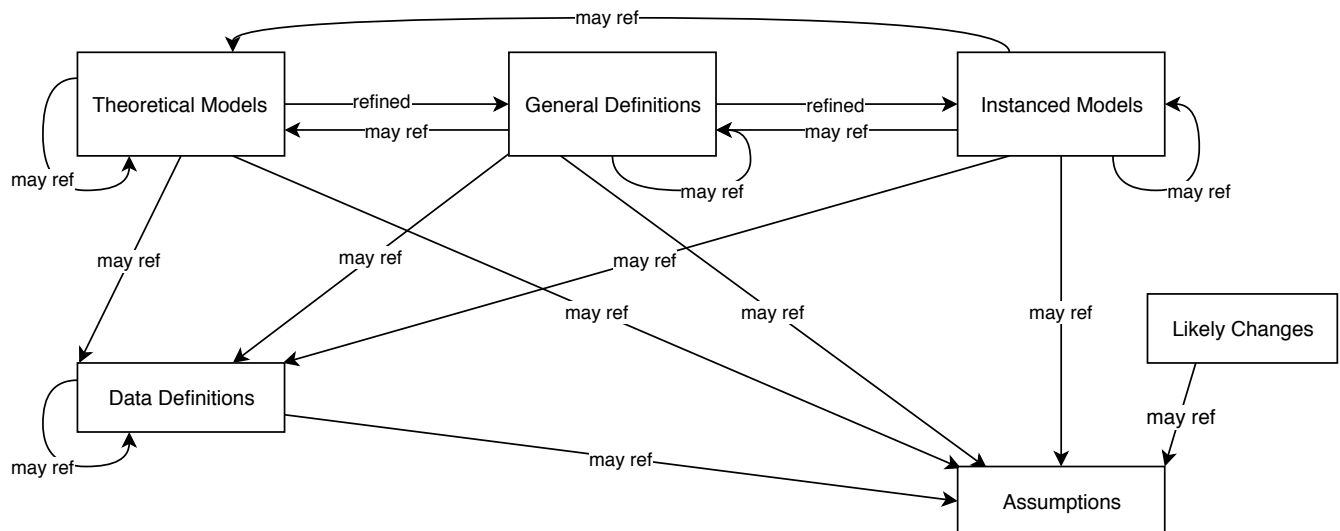 may ref
Theoretical Models
refined
General Definitions
refined
Instanced Models
may ref
may ref
may ref
may ref
may ref
may ref
may ref
may ref
may ref
may ref
may ref
may ref
Likely Changes
Data Definitions
may ref
may ref
may ref
Assumptions